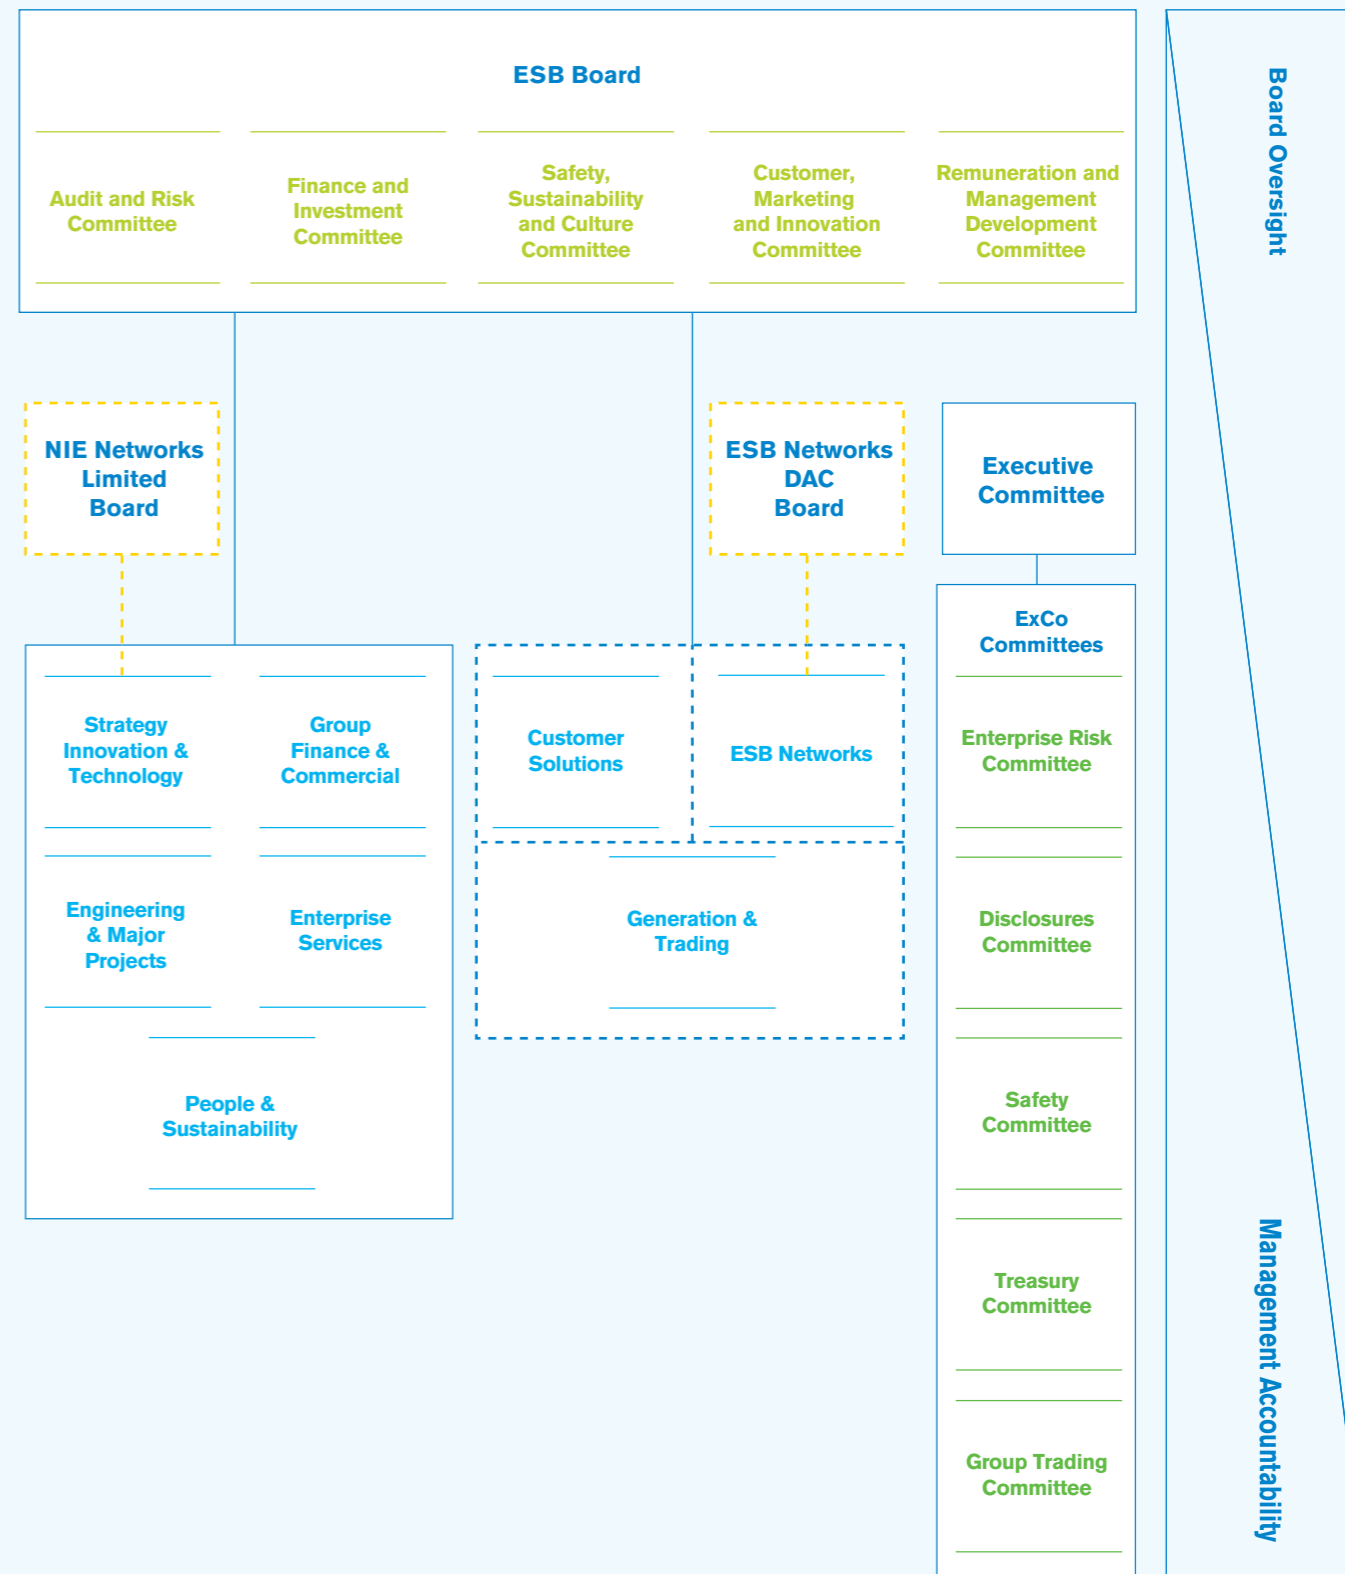 ESB Board
Audit and Risk
Committee
Finance and
Investment
Committee
Safety,
Sustainability
and Culture
Committee
Customer,
Marketing
and Innovation
Committee
Remuneration and
Management
Development
Committee
Board Oversight
NIE Networks
Limited
Board
ESB Networks
DAC
Board
Executive
Committee
ExCo
Committees
Strategy
Innovation &
Technology
Group
Finance &
Commercial
Customer
Solutions
ESB Networks
Enterprise Risk
Committee
Engineering
& Major
Projects
Enterprise
Services
Generation &
Trading
Disclosures
Committee
People &
Sustainability
Safety
Committee
Treasury
Committee
Group Trading
Committee
Management Accountability